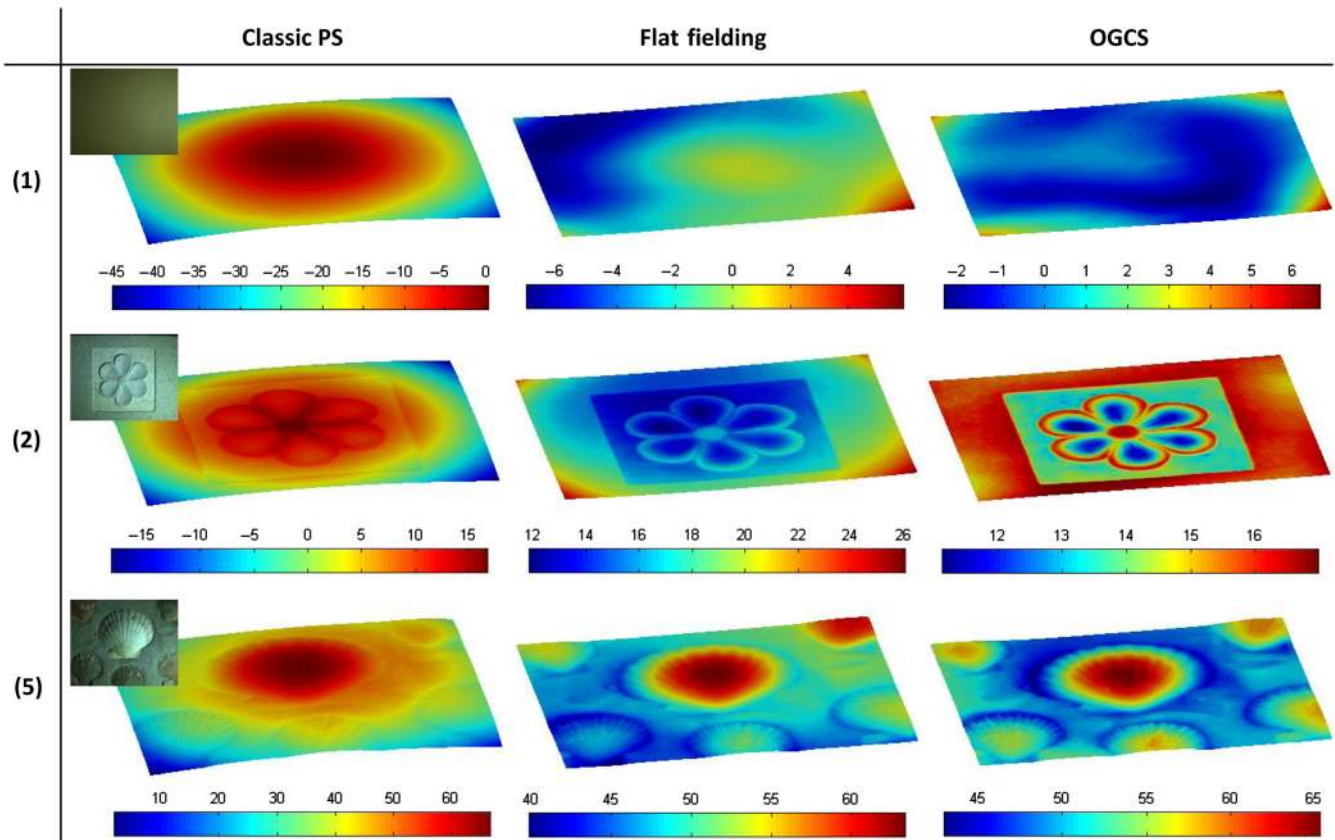 Classic PS Flat fielding OGCS
(1)
–45 –40 –35 –30 –25 –20 –15 –10 –5 0 –6 –4 –2 0 2 4 –2 –1 0 1 2 3 4 5 6
(2)
–15 –10 –5 0 5 10 15 12 14 16 18 20 22 24 26 12 13 14 15 16
(5)
10 20 30 40 50 60 40 45 50 55 60 45 50 55 60 65